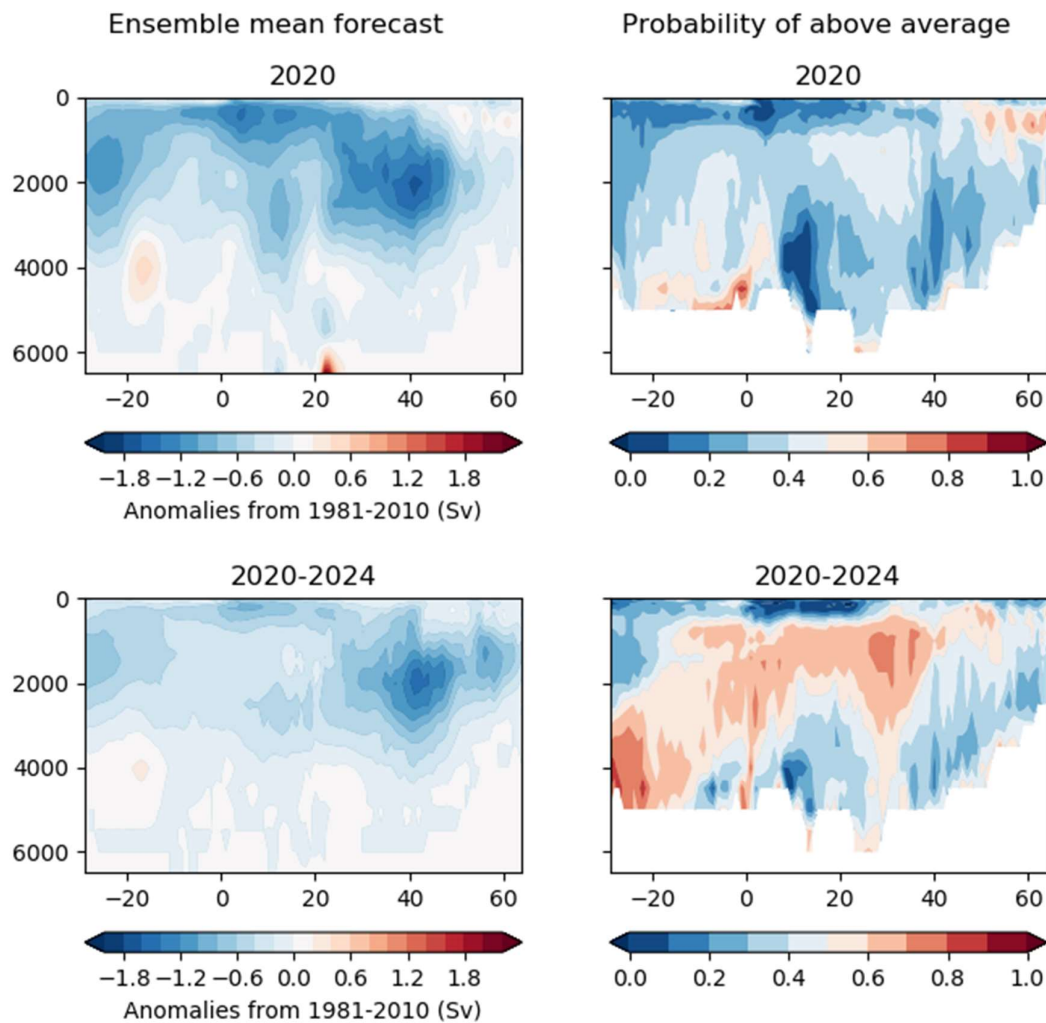 Ensemble mean forecast
Probability of above average
2020
2020
0
2000
4000
6000
−20 0 20 40 60
−20 0 20 40 60
−1.8 −1.2 −0.6 0.0 0.6 1.2 1.8
0.0 0.2 0.4 0.6 0.8 1.0
Anomalies from 1981-2010 (Sv)
2020-2024
2020-2024
0
2000
4000
6000
−20 0 20 40 60
−20 0 20 40 60
−1.8 −1.2 −0.6 0.0 0.6 1.2 1.8
0.0 0.2 0.4 0.6 0.8 1.0
Anomalies from 1981-2010 (Sv)